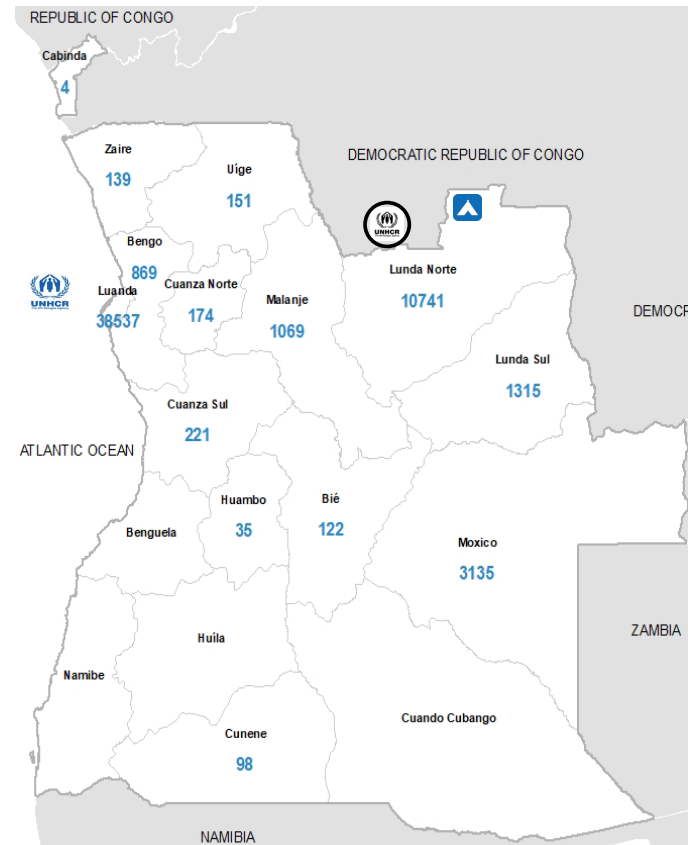 REPUBLIC OF CONGO
Cabinda
4
Zaire
139
Uíge
151
DEMOCRATIC REPUBLIC OF CONGO
UNHCR
Bengo
869
Luanda
38537
UNHCR
Cuanza Norte
174
Malanje
1069
Lunda Norte
10741
DEMOCR
Lunda Sul
1315
Cuanza Sul
221
ATLANTIC OCEAN
Benguela
Huambo
35
Bié
122
Moxico
3135
ZAMBIA
Huíla
Namibe
Cuando Cubango
Cunene
98
NAMIBIA